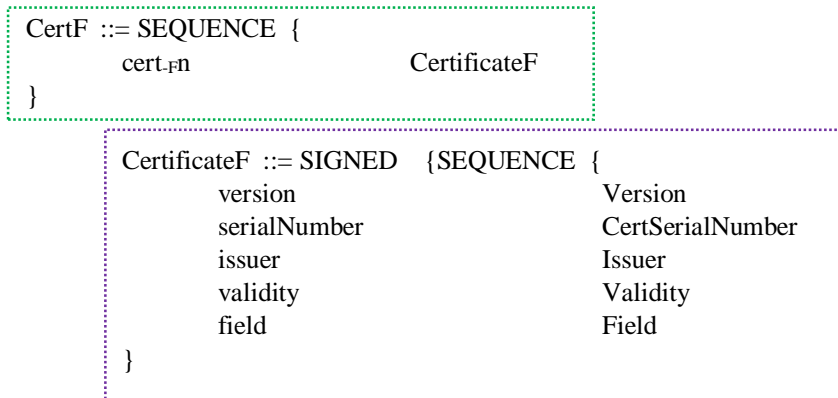 CertF ::= SEQUENCE {
cert-Fn CertificateF
}
CertificateF ::= SIGNED {SEQUENCE {
version Version
serialNumber CertSerialNumber
issuer Issuer
validity Validity
field Field
}